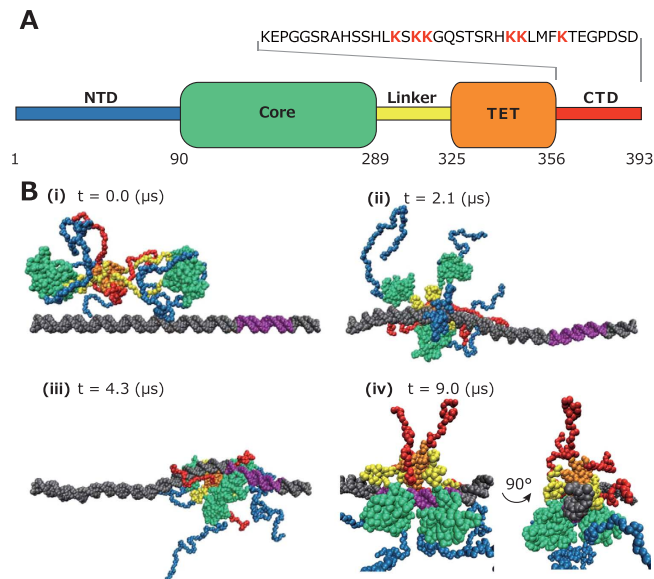 A
KEPGGSRAHSSHLKSKKGQSTSRHKKLMFKTEGPDSD
NTD Core Linker TET CTD
1 90 289 325 356 393
B (i) t = 0.0 (μs) (ii) t = 2.1 (μs)
(iii) t = 4.3 (μs) (iv) t = 9.0 (μs)
90°